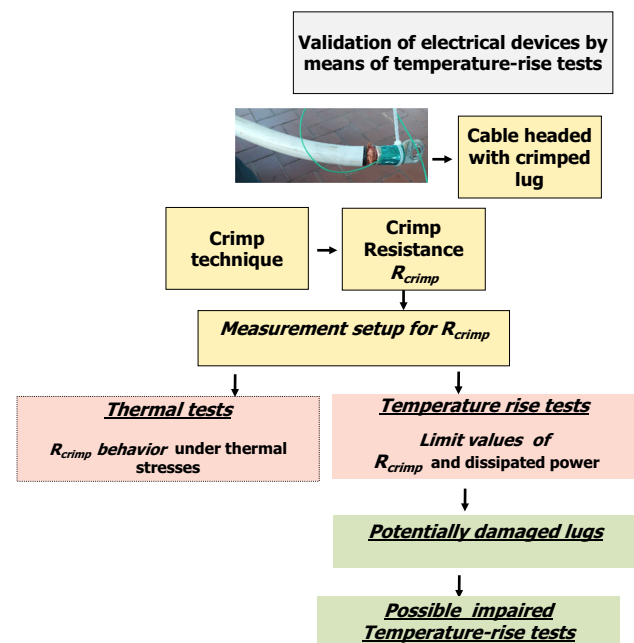 Validation of electrical devices by
means of temperature-rise tests
Cable headed
with crimped
lug
Crimp
technique
Crimp
Resistance
Rcrimp
Measurement setup for Rcrimp
Thermal tests
Rcrimp behavior under thermal
stresses
Temperature rise tests
Limit values of
Rcrimp and dissipated power
Potentially damaged lugs
Possible impaired
Temperature-rise tests